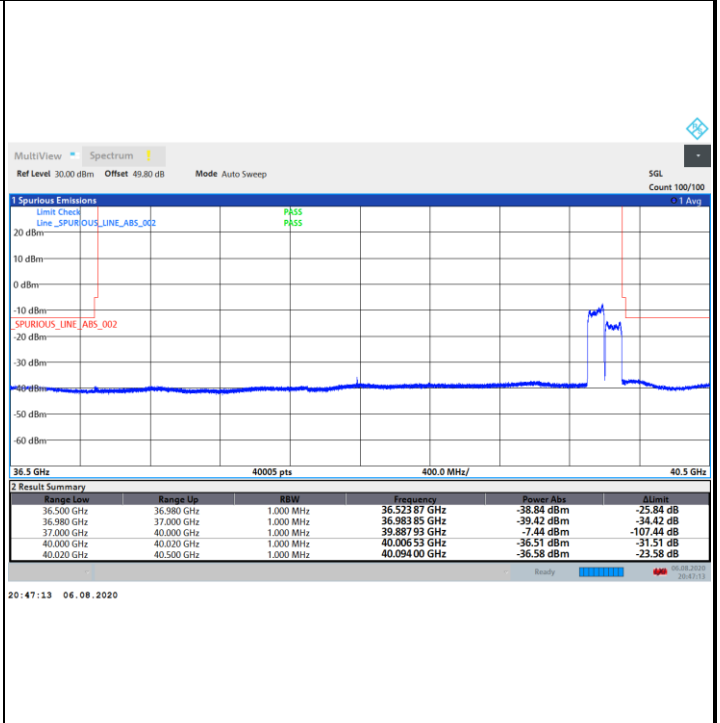 MultiView Spectrum !
Ref Level 30.00 dBm Offset 49.80 dB Mode Auto Sweep SGL
Count 100/100
1 Spurious Emissions 1 Avg
Limit Check PASS
Line _SPURIOUS_LINE_ABS_002 PASS
20 dBm
10 dBm
0 dBm
-10 dBm
_SPURIOUS_LINE_ABS_002
-20 dBm
-30 dBm
-40 dBm
-50 dBm
-60 dBm
36.5 GHz 40005 pts 400.0 MHz/ 40.5 GHz
2 Result Summary
Range Low Range Up RBW Frequency Power Abs ΔLimit
36.500 GHz 36.980 GHz 1.000 MHz 36.523 87 GHz -38.84 dBm -25.84 dB
36.980 GHz 37.000 GHz 1.000 MHz 36.983 85 GHz -39.42 dBm -34.42 dB
37.000 GHz 40.000 GHz 1.000 MHz 39.887 93 GHz -7.44 dBm -107.44 dB
40.000 GHz 40.020 GHz 1.000 MHz 40.006 53 GHz -36.51 dBm -31.51 dB
40.020 GHz 40.500 GHz 1.000 MHz 40.094 00 GHz -36.58 dBm -23.58 dB
Ready 06.08.2020
20:47:13
20:47:13 06.08.2020